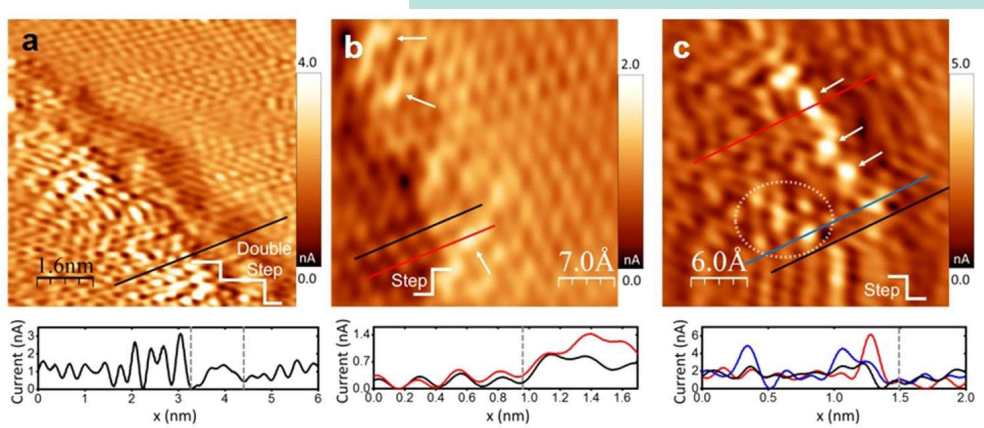 a
4.0
nA
0.0
1.6nm
Double
Step
b
2.0
nA
0.0
Step
7.0Å
c
5.0
nA
0.0
6.0Å
Step
Current (nA)
3
2
1
0
0 1 2 3 4 5 6
x (nm)
Current (nA)
1.4
0.7
0.0
0.0 0.2 0.4 0.6 0.8 1.0 1.2 1.4 1.6
x (nm)
Current (nA)
6
4
2
0
0.0 0.5 1.0 1.5 2.0
x (nm)